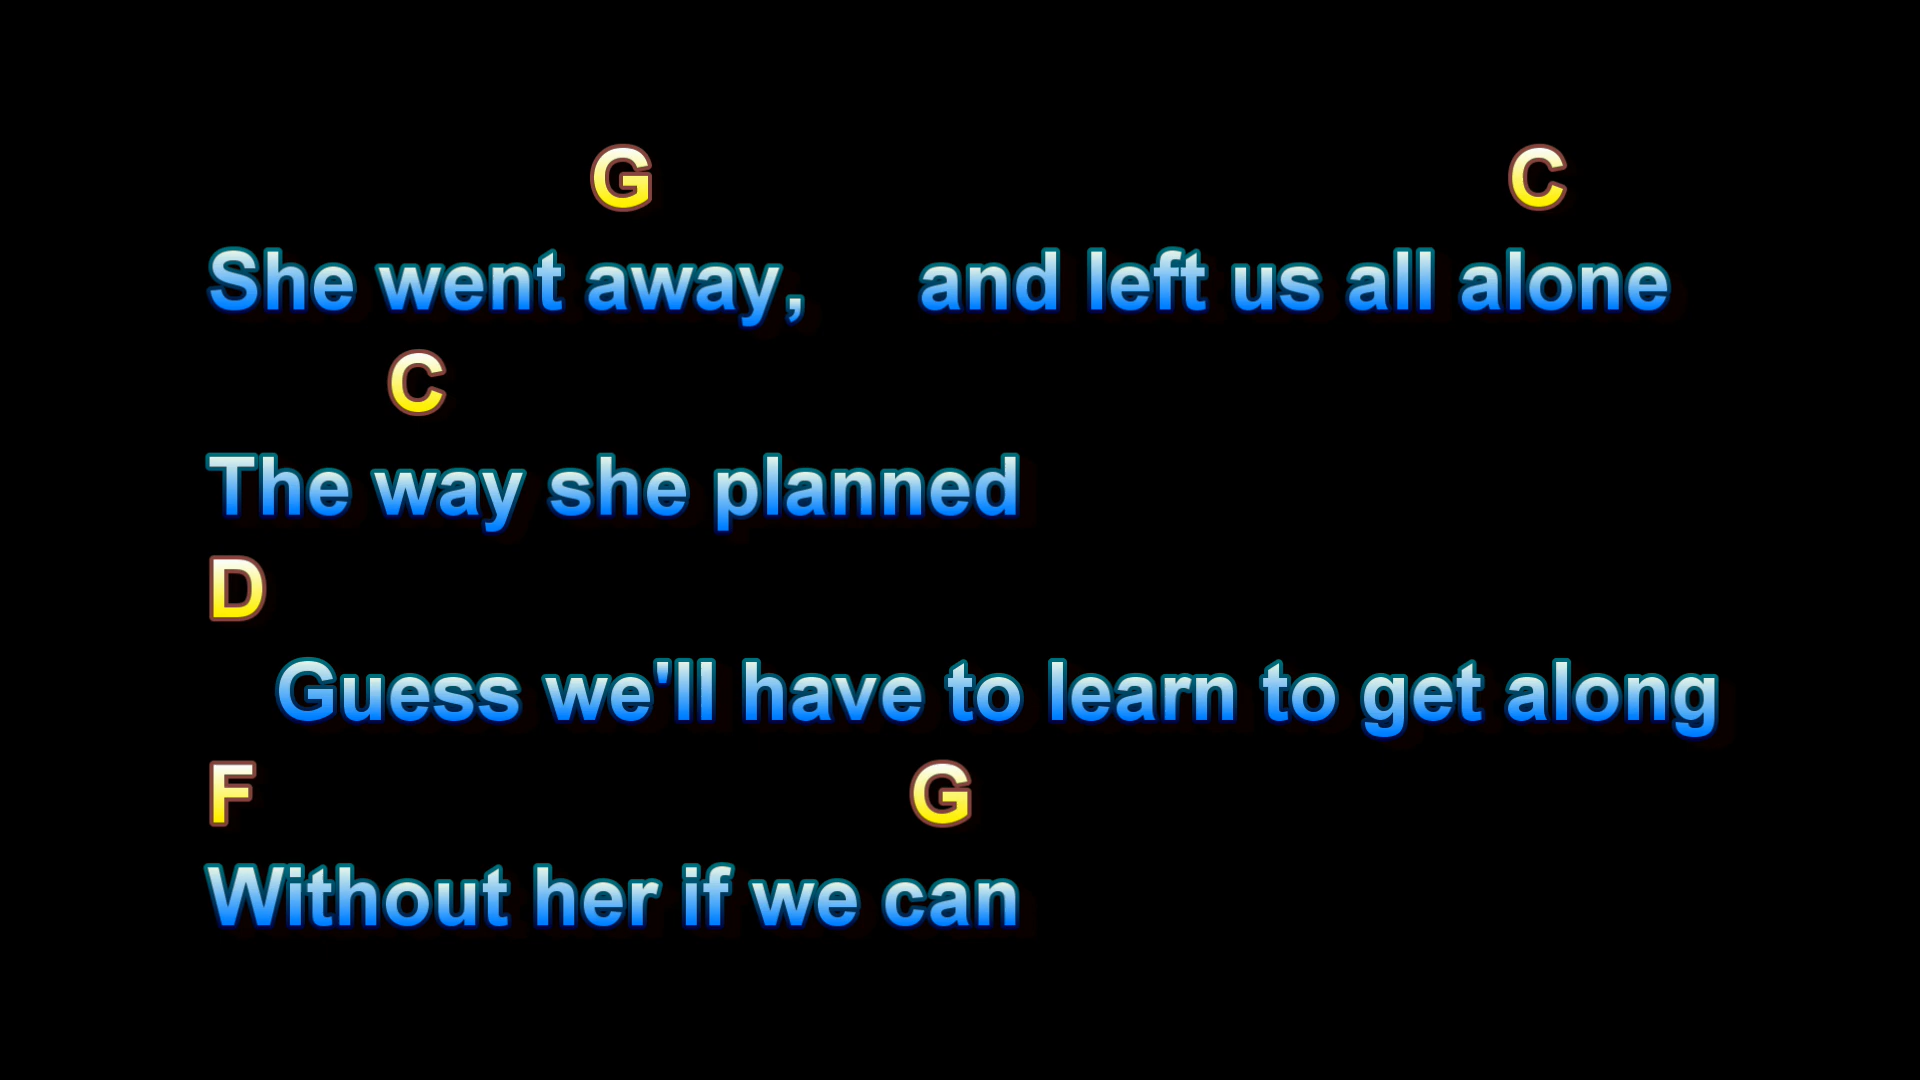 G C
She went away, and left us all alone
C
The way she planned
D
Guess we'll have to learn to get along
F G
Without her if we can